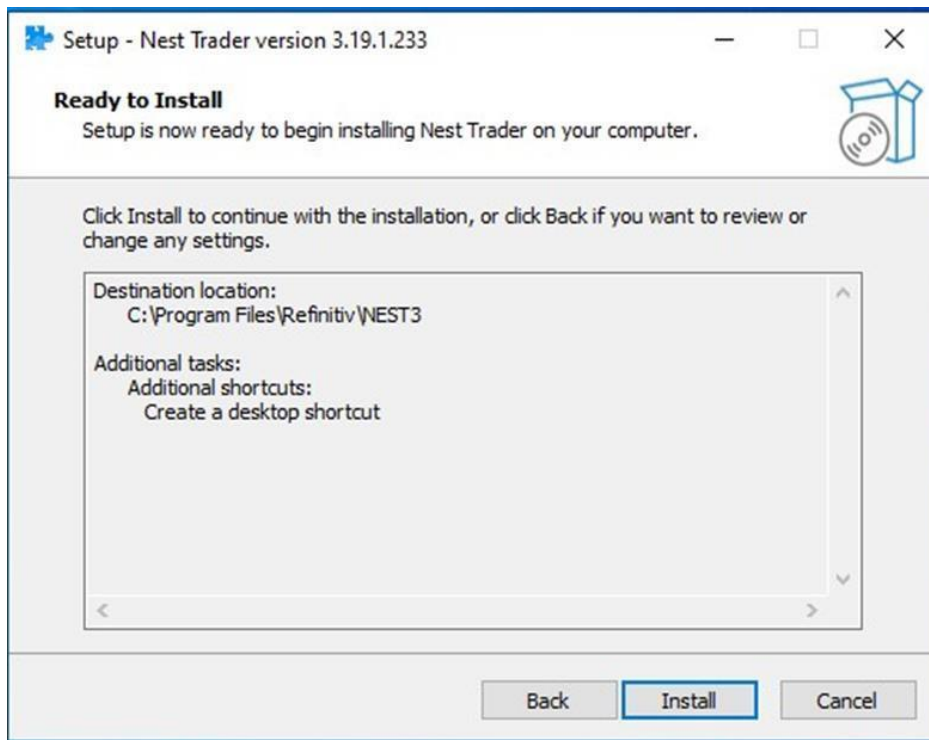 Setup - Nest Trader version 3.19.1.233
Ready to Install
Setup is now ready to begin installing Nest Trader on your computer.
Click Install to continue with the installation, or click Back if you want to review or
change any settings.
Destination location:
C:\Program Files\Refinitiv\NEST3
Additional tasks:
Additional shortcuts:
Create a desktop shortcut
Back
Install
Cancel